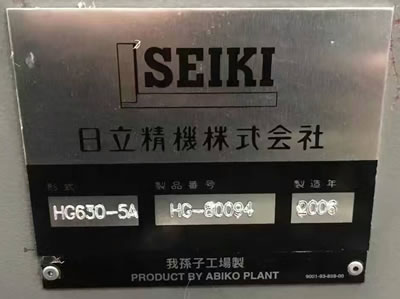 SEIKI
日立精機株式会社
形式 製品番号 製造年
HG630-5A HG-80094 2006
我孫子工場製
PRODUCT BY ABIKO PLANT